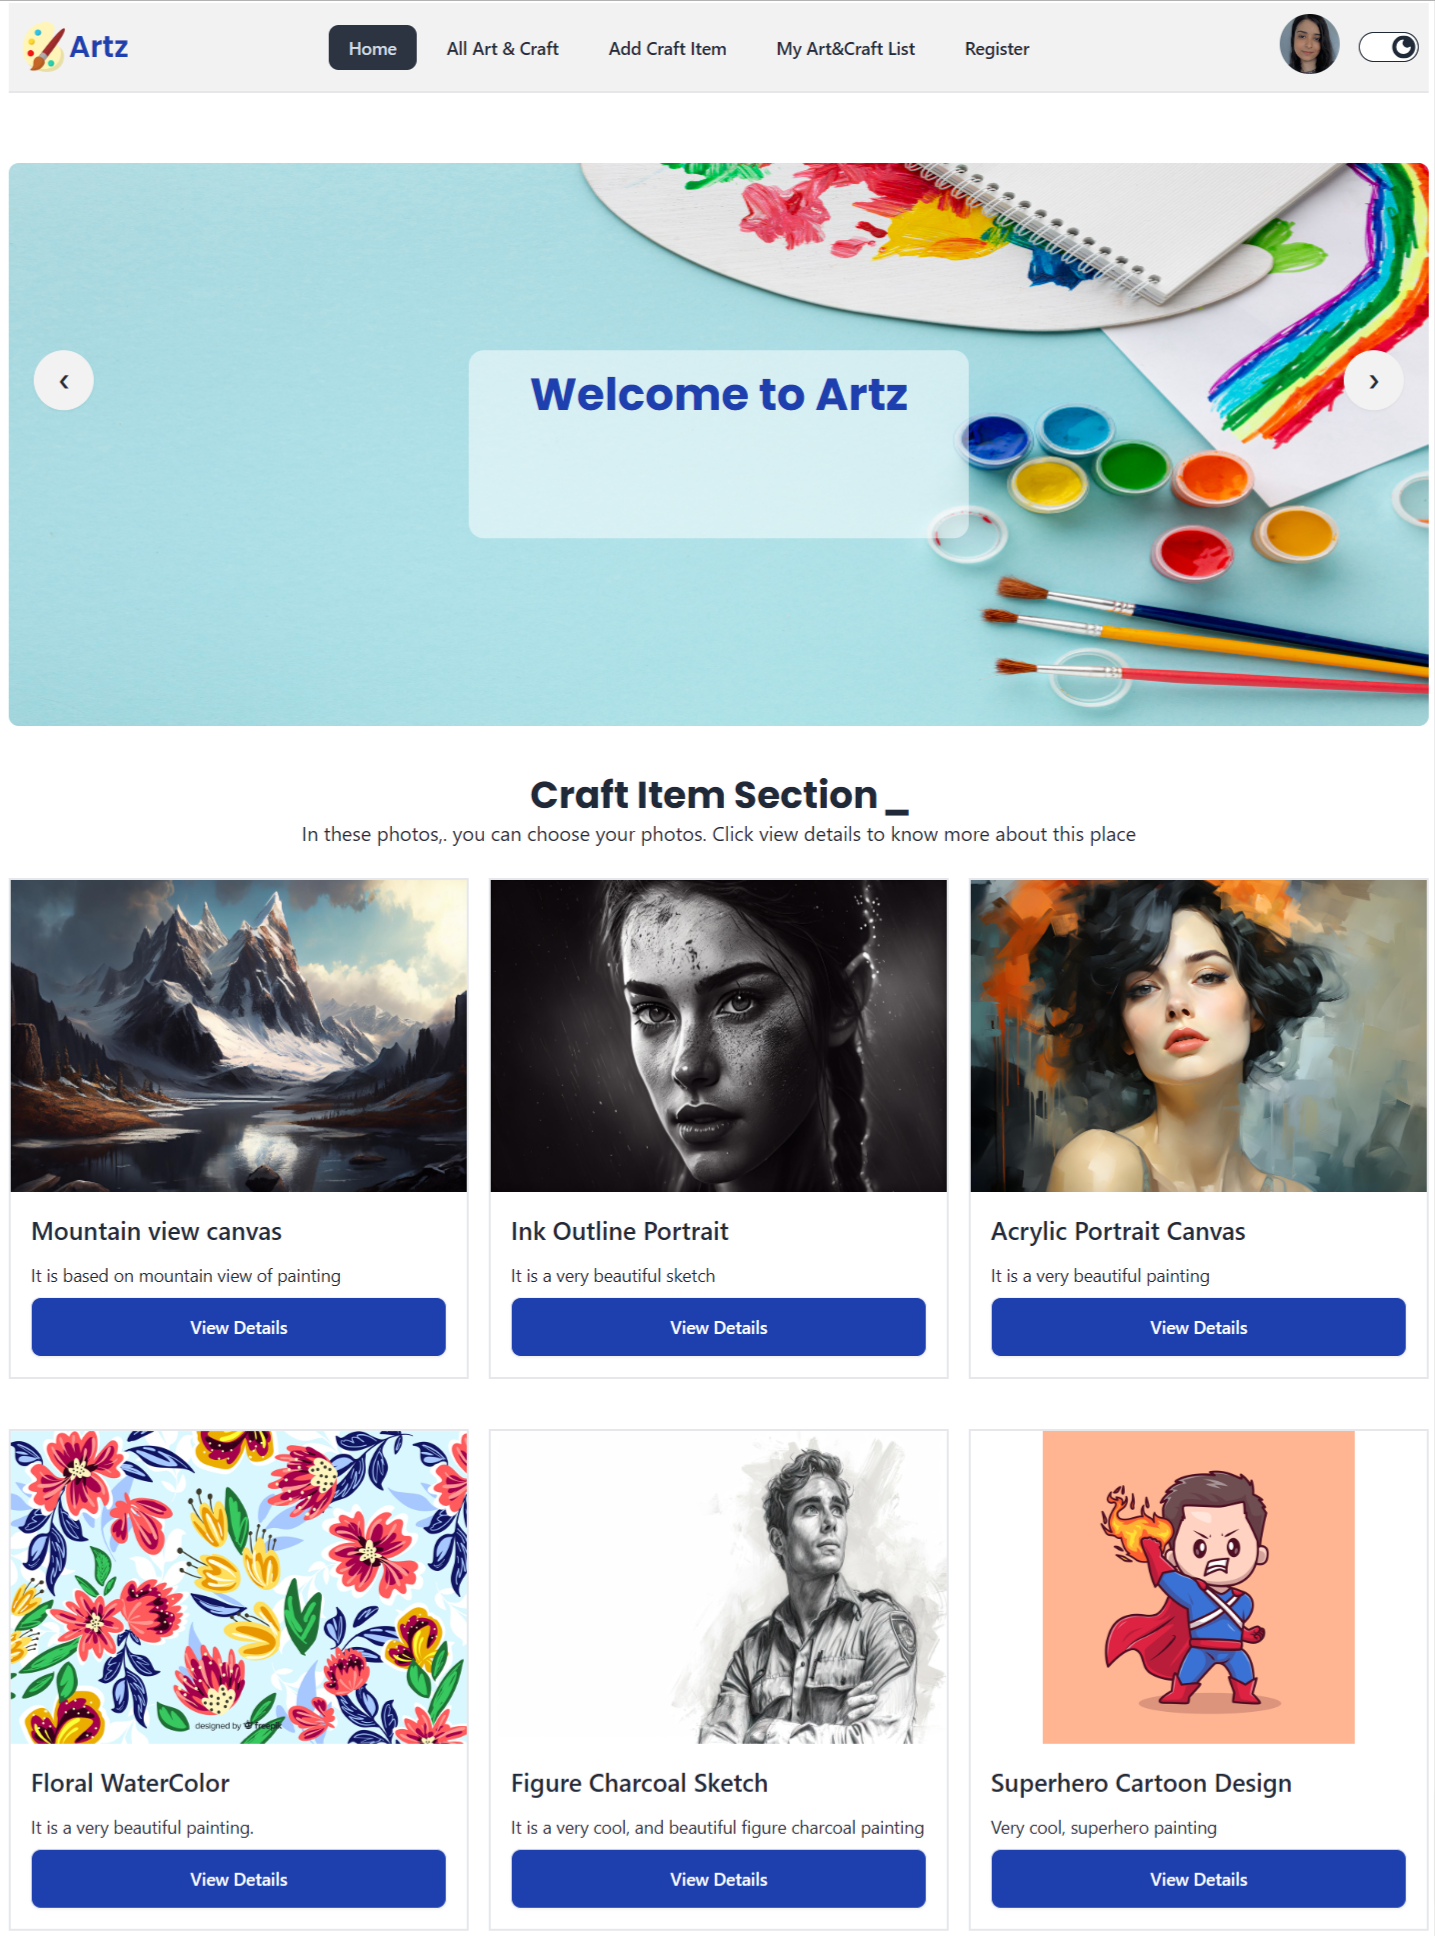 Artz
Home
All Art & Craft
Add Craft Item
My Art&Craft List
Register
Welcome to Artz
Craft Item Section _
In these photos,. you can choose your photos. Click view details to know more about this place
Mountain view canvas
It is based on mountain view of painting
View Details
Ink Outline Portrait
It is a very beautiful sketch
View Details
Acrylic Portrait Canvas
It is a very beautiful painting
View Details
designed by freepik
Floral WaterColor
It is a very beautiful painting.
View Details
Figure Charcoal Sketch
It is a very cool, and beautiful figure charcoal painting
View Details
Superhero Cartoon Design
Very cool, superhero painting
View Details